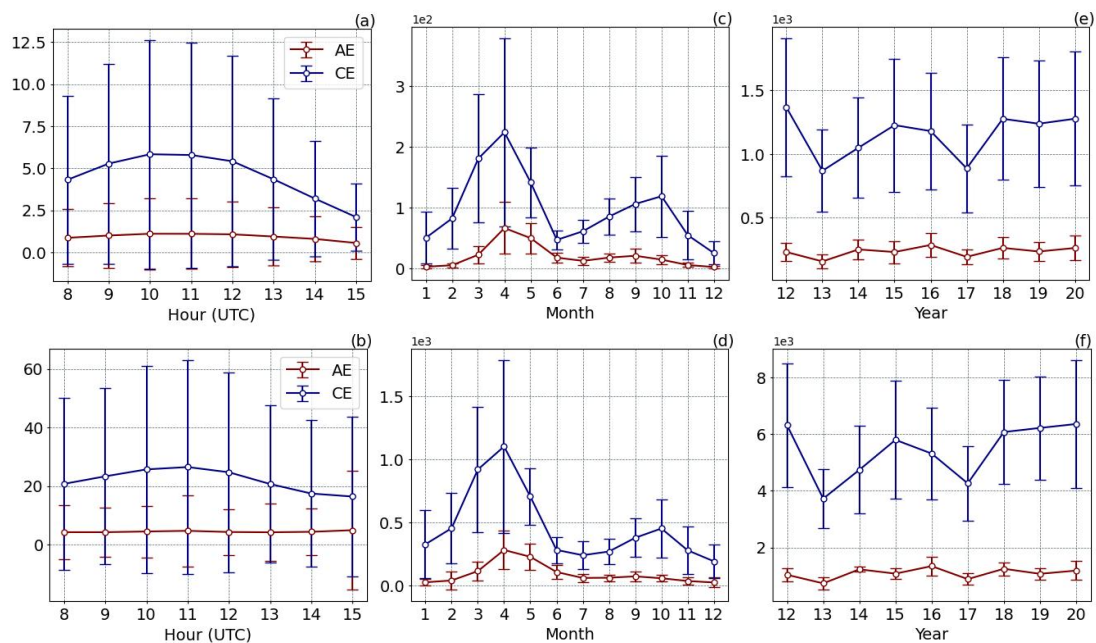 (a)
12.5
10.0
7.5
5.0
2.5
0.0
AE
CE
8 9 10 11 12 13 14 15
Hour (UTC)
1e2
(c)
3
2
1
0
1 2 3 4 5 6 7 8 9 10 11 12
Month
1e3
(e)
1.5
1.0
0.5
12 13 14 15 16 17 18 19 20
Year
(b)
60
40
20
0
AE
CE
8 9 10 11 12 13 14 15
Hour (UTC)
1e3
(d)
1.5
1.0
0.5
0.0
1 2 3 4 5 6 7 8 9 10 11 12
Month
1e3
(f)
8
6
4
2
12 13 14 15 16 17 18 19 20
Year